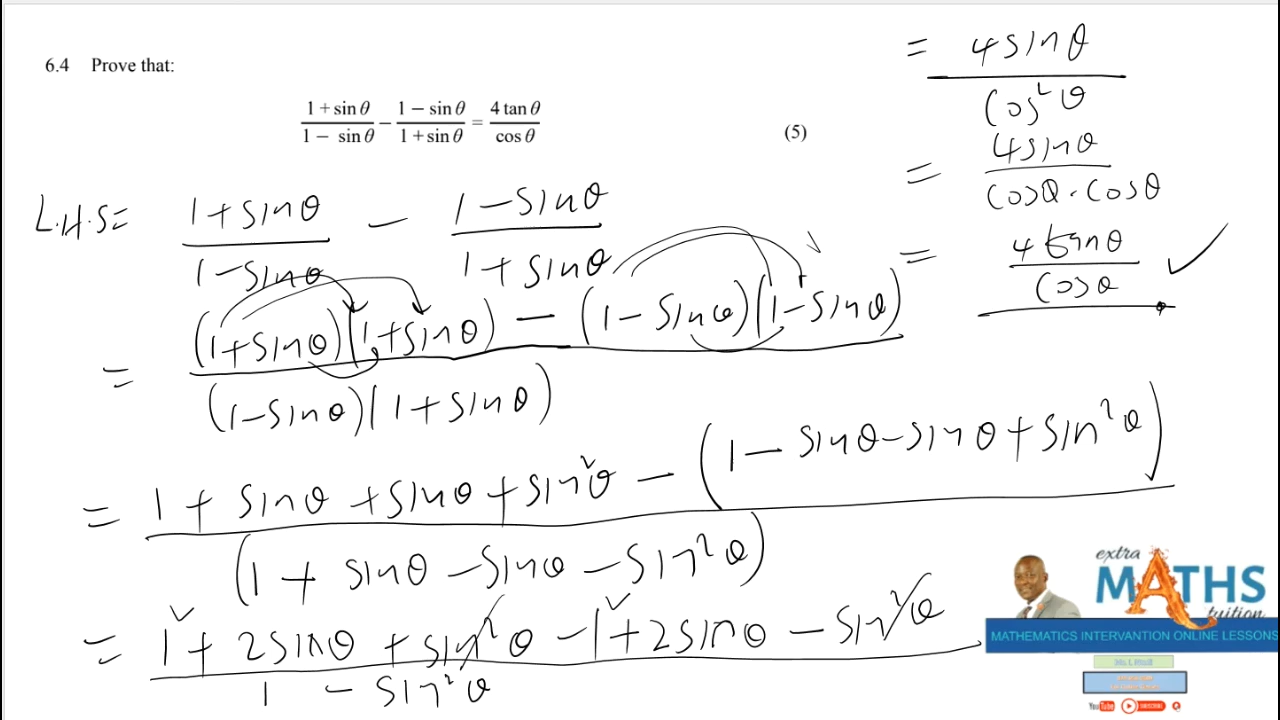 6.4 Prove that:
(1 + sin θ)/(1 − sin θ) − (1 − sin θ)/(1 + sin θ) = (4 tan θ)/(cos θ)
(5)
L.H.S = (1 + sinθ)/(1 − sinθ) − (1 − sinθ)/(1 + sinθ)
= ((1 + sinθ)(1 + sinθ) − (1 − sinθ)(1 − sinθ))/((1 − sinθ)(1 + sinθ))
= (1 + sinθ + sinθ + sin²θ − (1 − sinθ − sinθ + sin²θ))/(1 + sinθ − sinθ − sin²θ)
= (1 + 2sinθ + sin²θ − 1 + 2sinθ − sin²θ)/(1 − sin²θ)
= 4sinθ/cos²θ
= 4sinθ/(cosθ . cosθ)
= 4tanθ/cosθ ✓
extra
MATHS
tuition
MATHEMATICS INTERVANTION ONLINE LESSONS
YouTube